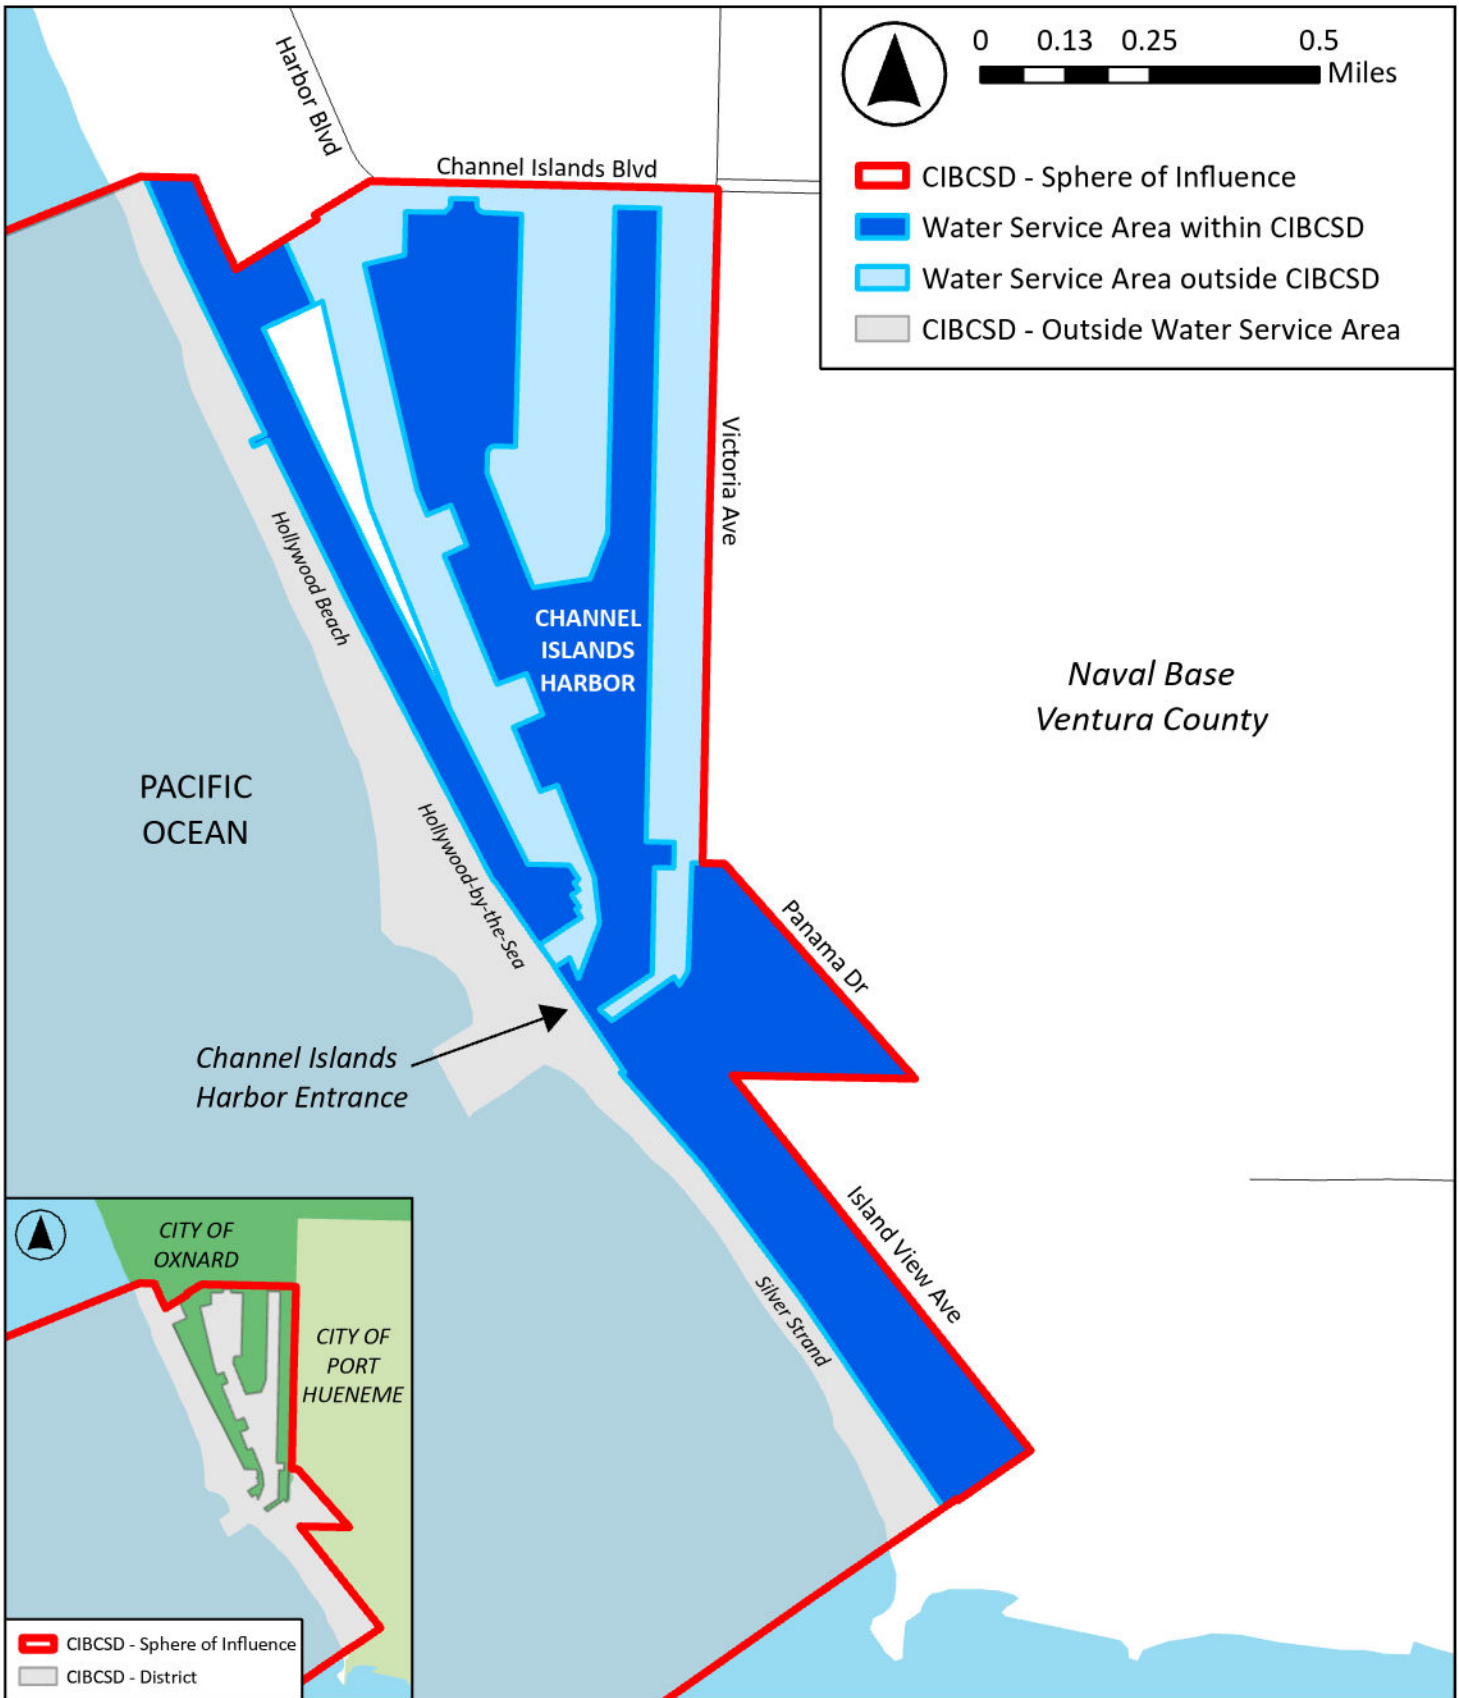 Harbor Blvd
Channel Islands Blvd
0 0.13 0.25 0.5
Miles
CIBCSD - Sphere of Influence
Water Service Area within CIBCSD
Water Service Area outside CIBCSD
CIBCSD - Outside Water Service Area
Victoria Ave
Hollywood Beach
CHANNEL
ISLANDS
HARBOR
Naval Base
Ventura County
PACIFIC
OCEAN
Hollywood-by-the-Sea
Panama Dr
Channel Islands
Harbor Entrance
Island View Ave
Silver Strand
CITY OF
OXNARD
CITY OF
PORT
HUENEME
CIBCSD - Sphere of Influence
CIBCSD - District